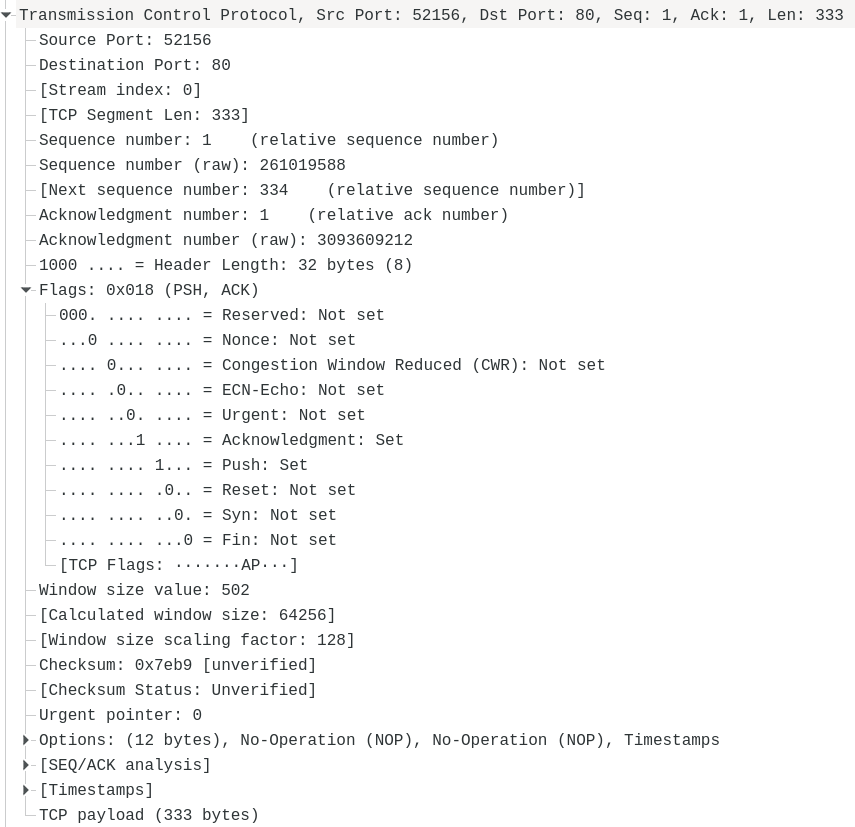 Transmission Control Protocol, Src Port: 52156, Dst Port: 80, Seq: 1, Ack: 1, Len: 333
Source Port: 52156
Destination Port: 80
[Stream index: 0]
[TCP Segment Len: 333]
Sequence number: 1    (relative sequence number)
Sequence number (raw): 261019588
[Next sequence number: 334    (relative sequence number)]
Acknowledgment number: 1    (relative ack number)
Acknowledgment number (raw): 3093609212
1000 .... = Header Length: 32 bytes (8)
Flags: 0x018 (PSH, ACK)
000. .... .... = Reserved: Not set
...0 .... .... = Nonce: Not set
.... 0... .... = Congestion Window Reduced (CWR): Not set
.... .0.. .... = ECN-Echo: Not set
.... ..0. .... = Urgent: Not set
.... ...1 .... = Acknowledgment: Set
.... .... 1... = Push: Set
.... .... .0.. = Reset: Not set
.... .... ..0. = Syn: Not set
.... .... ...0 = Fin: Not set
[TCP Flags: ·······AP···]
Window size value: 502
[Calculated window size: 64256]
[Window size scaling factor: 128]
Checksum: 0x7eb9 [unverified]
[Checksum Status: Unverified]
Urgent pointer: 0
Options: (12 bytes), No-Operation (NOP), No-Operation (NOP), Timestamps
[SEQ/ACK analysis]
[Timestamps]
TCP payload (333 bytes)